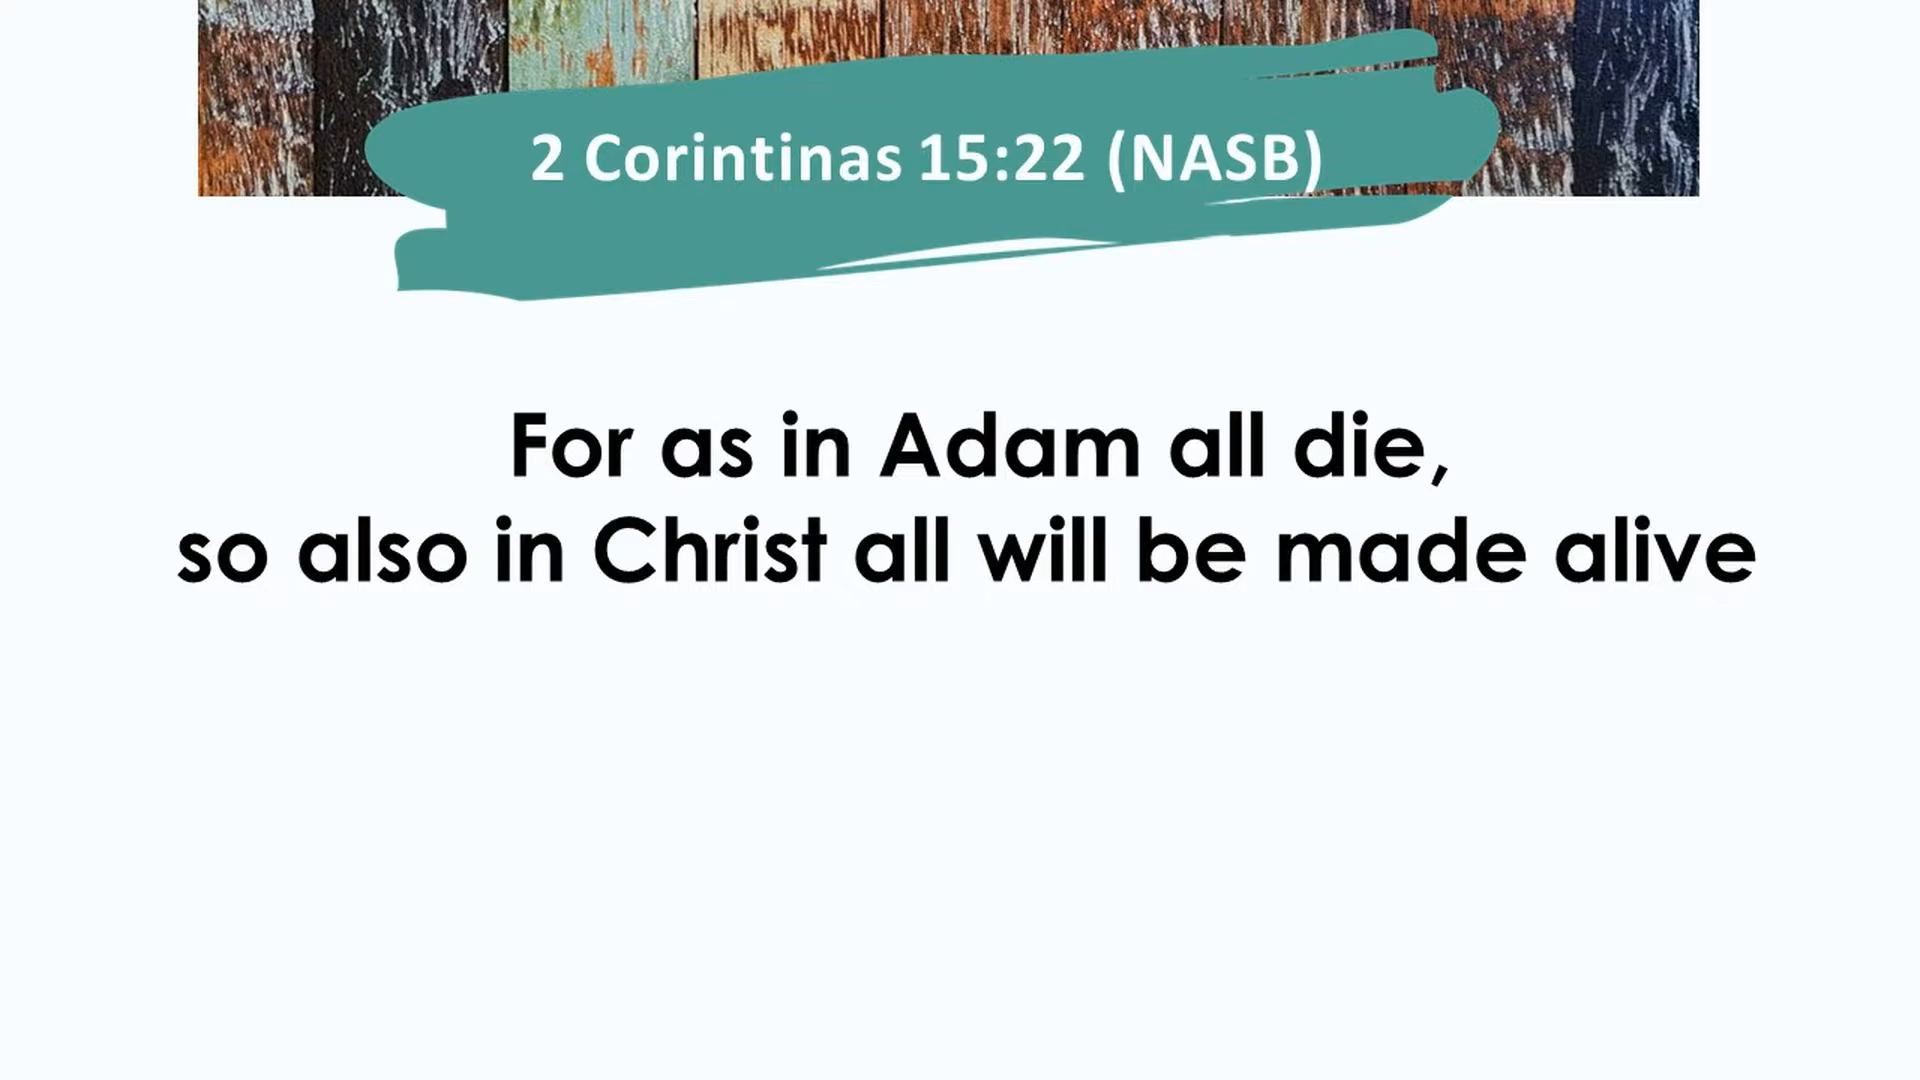 2 Corintinas 15:22 (NASB)
For as in Adam all die,
so also in Christ all will be made alive